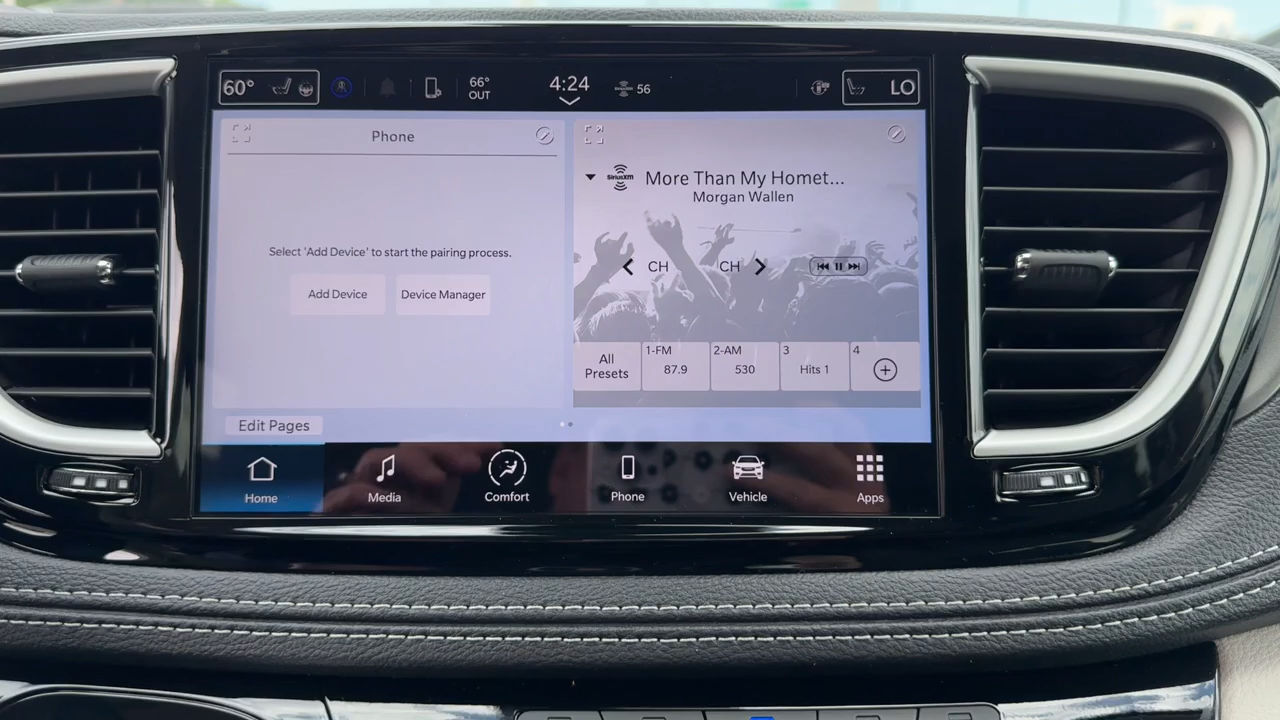 60°
66°
OUT
4:24
56
LO
Phone
Select 'Add Device' to start the pairing process.
Add Device
Device Manager
SiriusXM
More Than My Homet...
Morgan Wallen
CH
CH
All
Presets
1-FM
87.9
2-AM
530
3
Hits 1
4
Edit Pages
Home
Media
Comfort
Phone
Vehicle
Apps